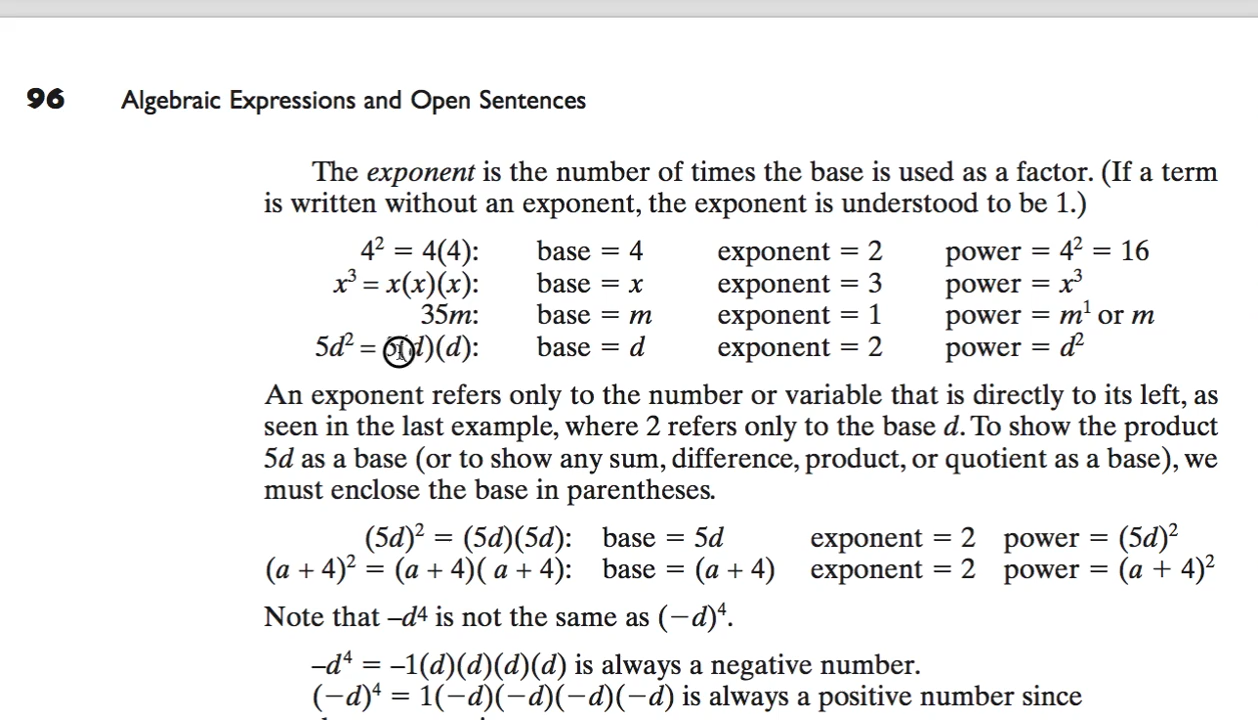 96 Algebraic Expressions and Open Sentences
The exponent is the number of times the base is used as a factor. (If a term
is written without an exponent, the exponent is understood to be 1.)
4² = 4(4): base = 4 exponent = 2 power = 4² = 16
x³ = x(x)(x): base = x exponent = 3 power = x³
35m: base = m exponent = 1 power = m¹ or m
5d² = d)(d): base = d exponent = 2 power = d²
An exponent refers only to the number or variable that is directly to its left, as
seen in the last example, where 2 refers only to the base d. To show the product
5d as a base (or to show any sum, difference, product, or quotient as a base), we
must enclose the base in parentheses.
(5d)² = (5d)(5d): base = 5d exponent = 2 power = (5d)²
(a + 4)² = (a + 4)( a + 4): base = (a + 4) exponent = 2 power = (a + 4)²
Note that –d4 is not the same as (−d)⁴.
–d⁴ = –1(d)(d)(d)(d) is always a negative number.
(−d)⁴ = 1(−d)(−d)(−d)(−d) is always a positive number since